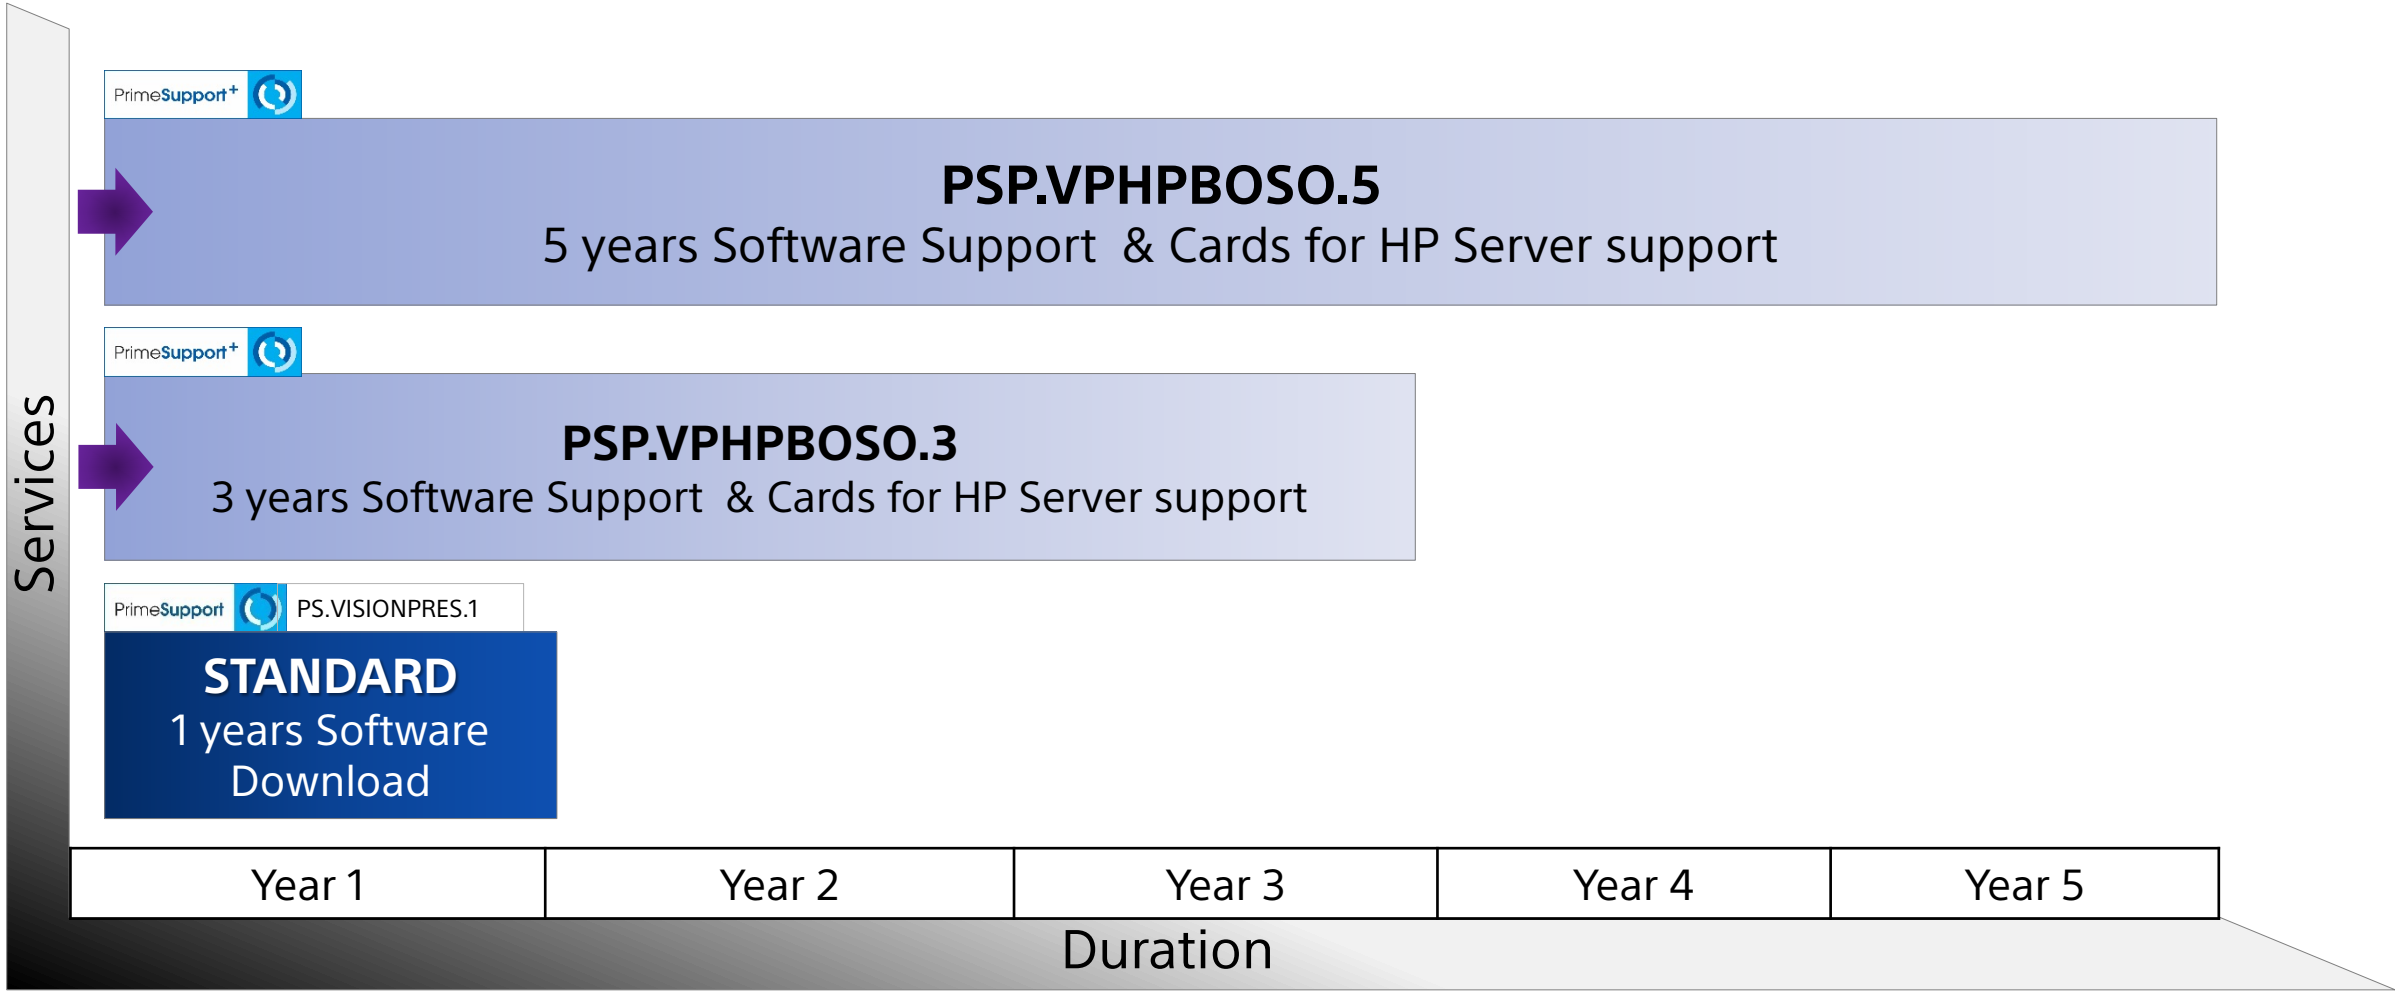 PrimeSupport+
PSP.VPHPBOSO.5
5 years Software Support & Cards for HP Server support
PrimeSupport+
PSP.VPHPBOSO.3
3 years Software Support & Cards for HP Server support
Services
PrimeSupport PS.VISIONPRES.1
STANDARD
1 years Software
Download
Year 1 Year 2 Year 3 Year 4 Year 5
Duration